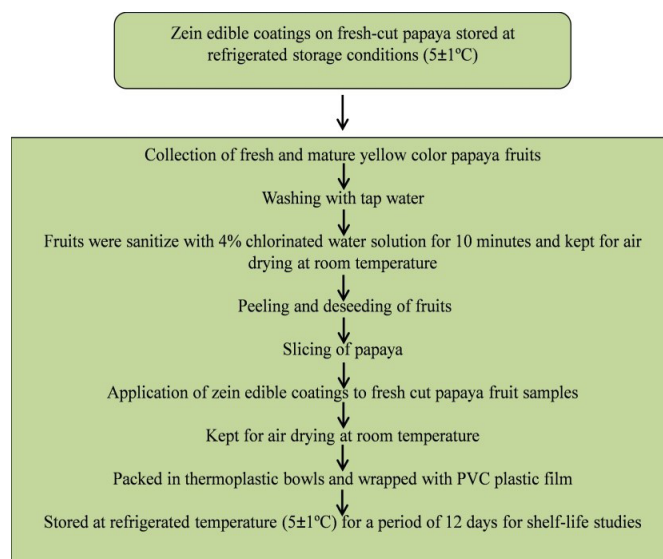 Zein edible coatings on fresh-cut papaya stored at
refrigerated storage conditions (5±1ºC)
Collection of fresh and mature yellow color papaya fruits
Washing with tap water
Fruits were sanitize with 4% chlorinated water solution for 10 minutes and kept for air
drying at room temperature
Peeling and deseeding of fruits
Slicing of papaya
Application of zein edible coatings to fresh cut papaya fruit samples
Kept for air drying at room temperature
Packed in thermoplastic bowls and wrapped with PVC plastic film
Stored at refrigerated temperature (5±1ºC) for a period of 12 days for shelf-life studies